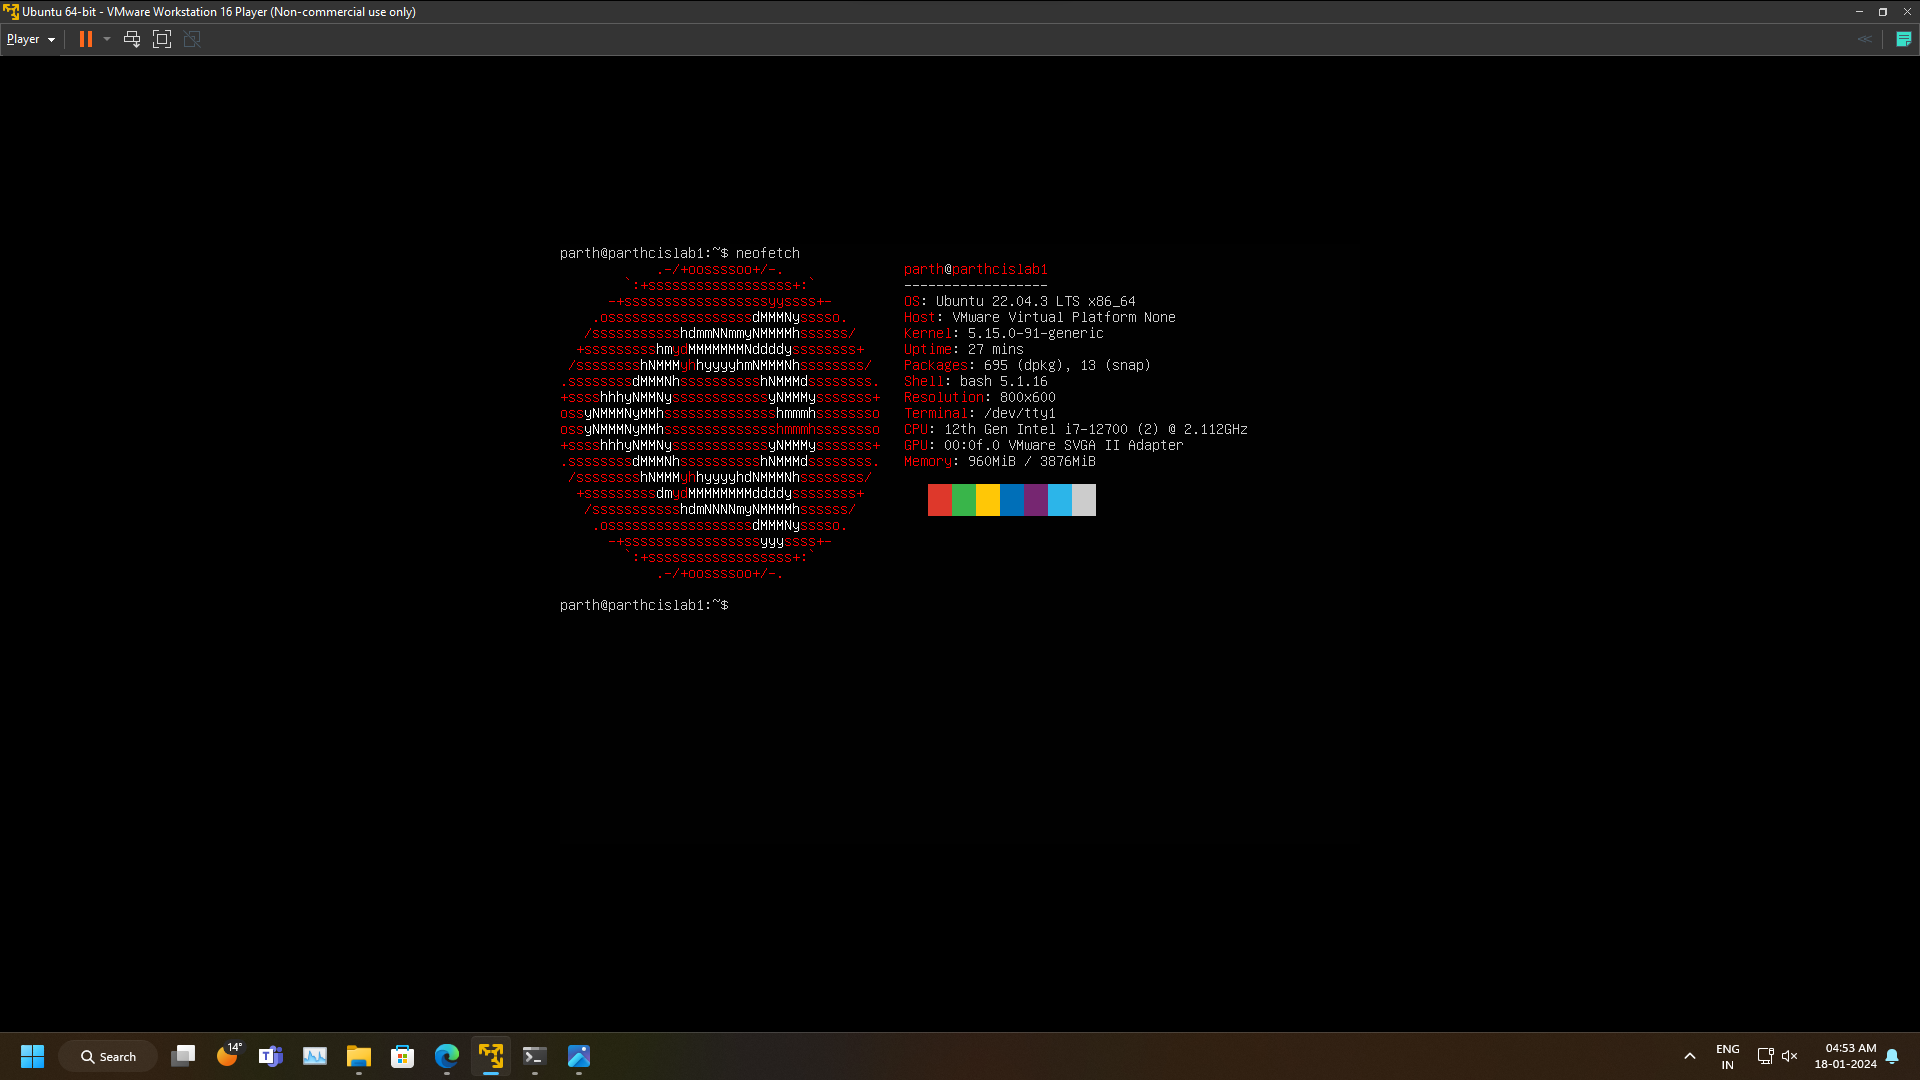 Ubuntu 64-bit - VMware Workstation 16 Player (Non-commercial use only)
Player
parth@parthcislab1:~$ neofetch
.-/+oossssoo+/-.
`:+ssssssssssssssssss+:`
-+ssssssssssssssssssyyssss+-
.ossssssssssssssssssdMMMNysssso.
/ssssssssssshdmmNNmmyNMMMMhssssss/
+ssssssssshmydMMMMMMMNddddyssssssss+
/sssssssshNMMMyhhyyyyhmNMMMNhssssssss/
.ssssssssdMMMNhsssssssssshNMMMdssssssss.
+sssshhhyNMMNyssssssssssssyNMMMysssssss+
ossyNMMMNyMMhsssssssssssssshmmmhssssssso
ossyNMMMNyMMhsssssssssssssshmmmhssssssso
+sssshhhyNMMNyssssssssssssyNMMMysssssss+
.ssssssssdMMMNhsssssssssshNMMMdssssssss.
/sssssssshNMMMyhhyyyyhdNMMMNhssssssss/
+sssssssssdmydMMMMMMMMddddyssssssss+
/ssssssssssshdmNNNNmyNMMMMhssssss/
.ossssssssssssssssssdMMMNysssso.
-+sssssssssssssssssyyyssss+-
`:+ssssssssssssssssss+:`
.-/+oossssoo+/-.
parth@parthcislab1
------------------
OS: Ubuntu 22.04.3 LTS x86_64
Host: VMware Virtual Platform None
Kernel: 5.15.0-91-generic
Uptime: 27 mins
Packages: 695 (dpkg), 13 (snap)
Shell: bash 5.1.16
Resolution: 800x600
Terminal: /dev/tty1
CPU: 12th Gen Intel i7-12700 (2) @ 2.112GHz
GPU: 00:0f.0 VMware SVGA II Adapter
Memory: 960MiB / 3876MiB
parth@parthcislab1:~$
Search
14°
ENG
IN
04:53 AM
18-01-2024